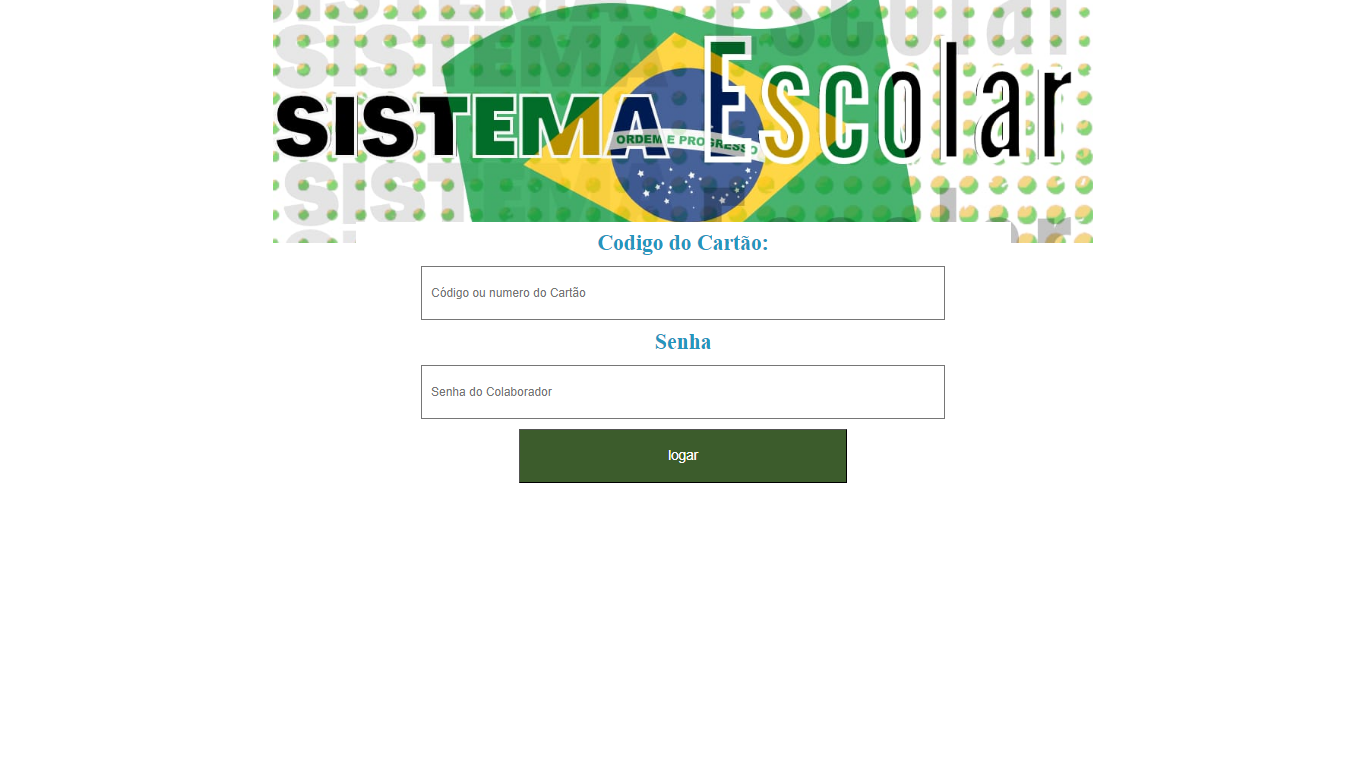 SISTEMA Escolar
ORDEM E PROGRESSO
Codigo do Cartão:
Código ou numero do Cartão
Senha
Senha do Colaborador
logar